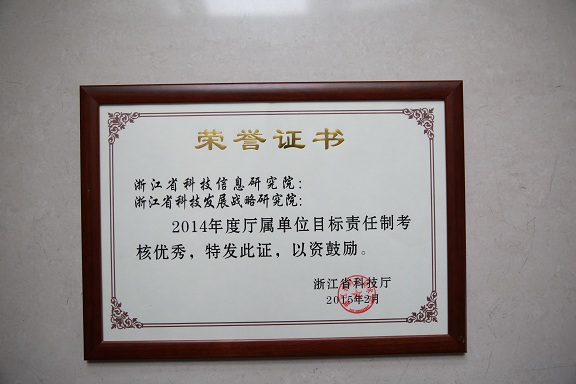 荣誉证书
浙江省科技信息研究院：
浙江省科技发展战略研究院：
2014年度厅属单位目标责任制考
核优秀，特发此证，以资鼓励。
浙江省科技厅
2015年2月